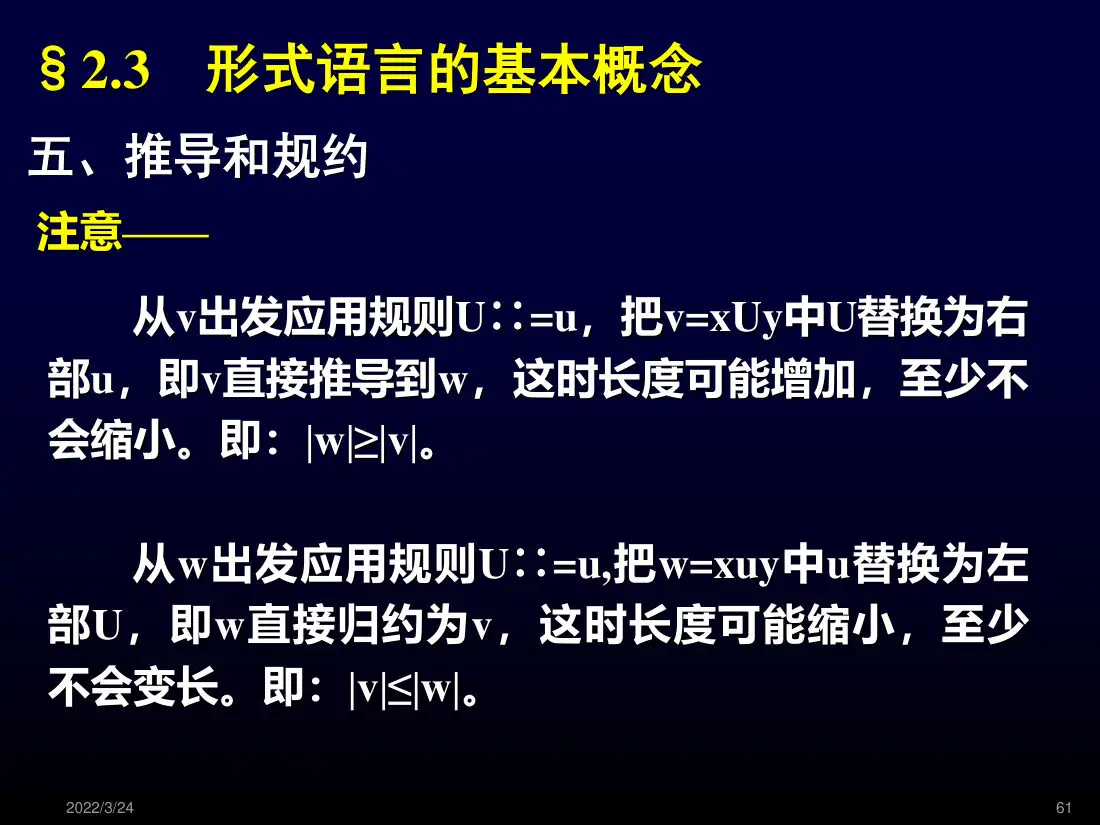 §2.3 形式语言的基本概念
五、推导和规约
注意——
从v出发应用规则U∷=u，把v=xUy中U替换为右
部u，即v直接推导到w，这时长度可能增加，至少不
会缩小。即：|w|≥|v|。
从w出发应用规则U∷=u,把w=xuy中u替换为左
部U，即w直接归约为v，这时长度可能缩小，至少
不会变长。即：|v|≤|w|。
2022/3/24
61